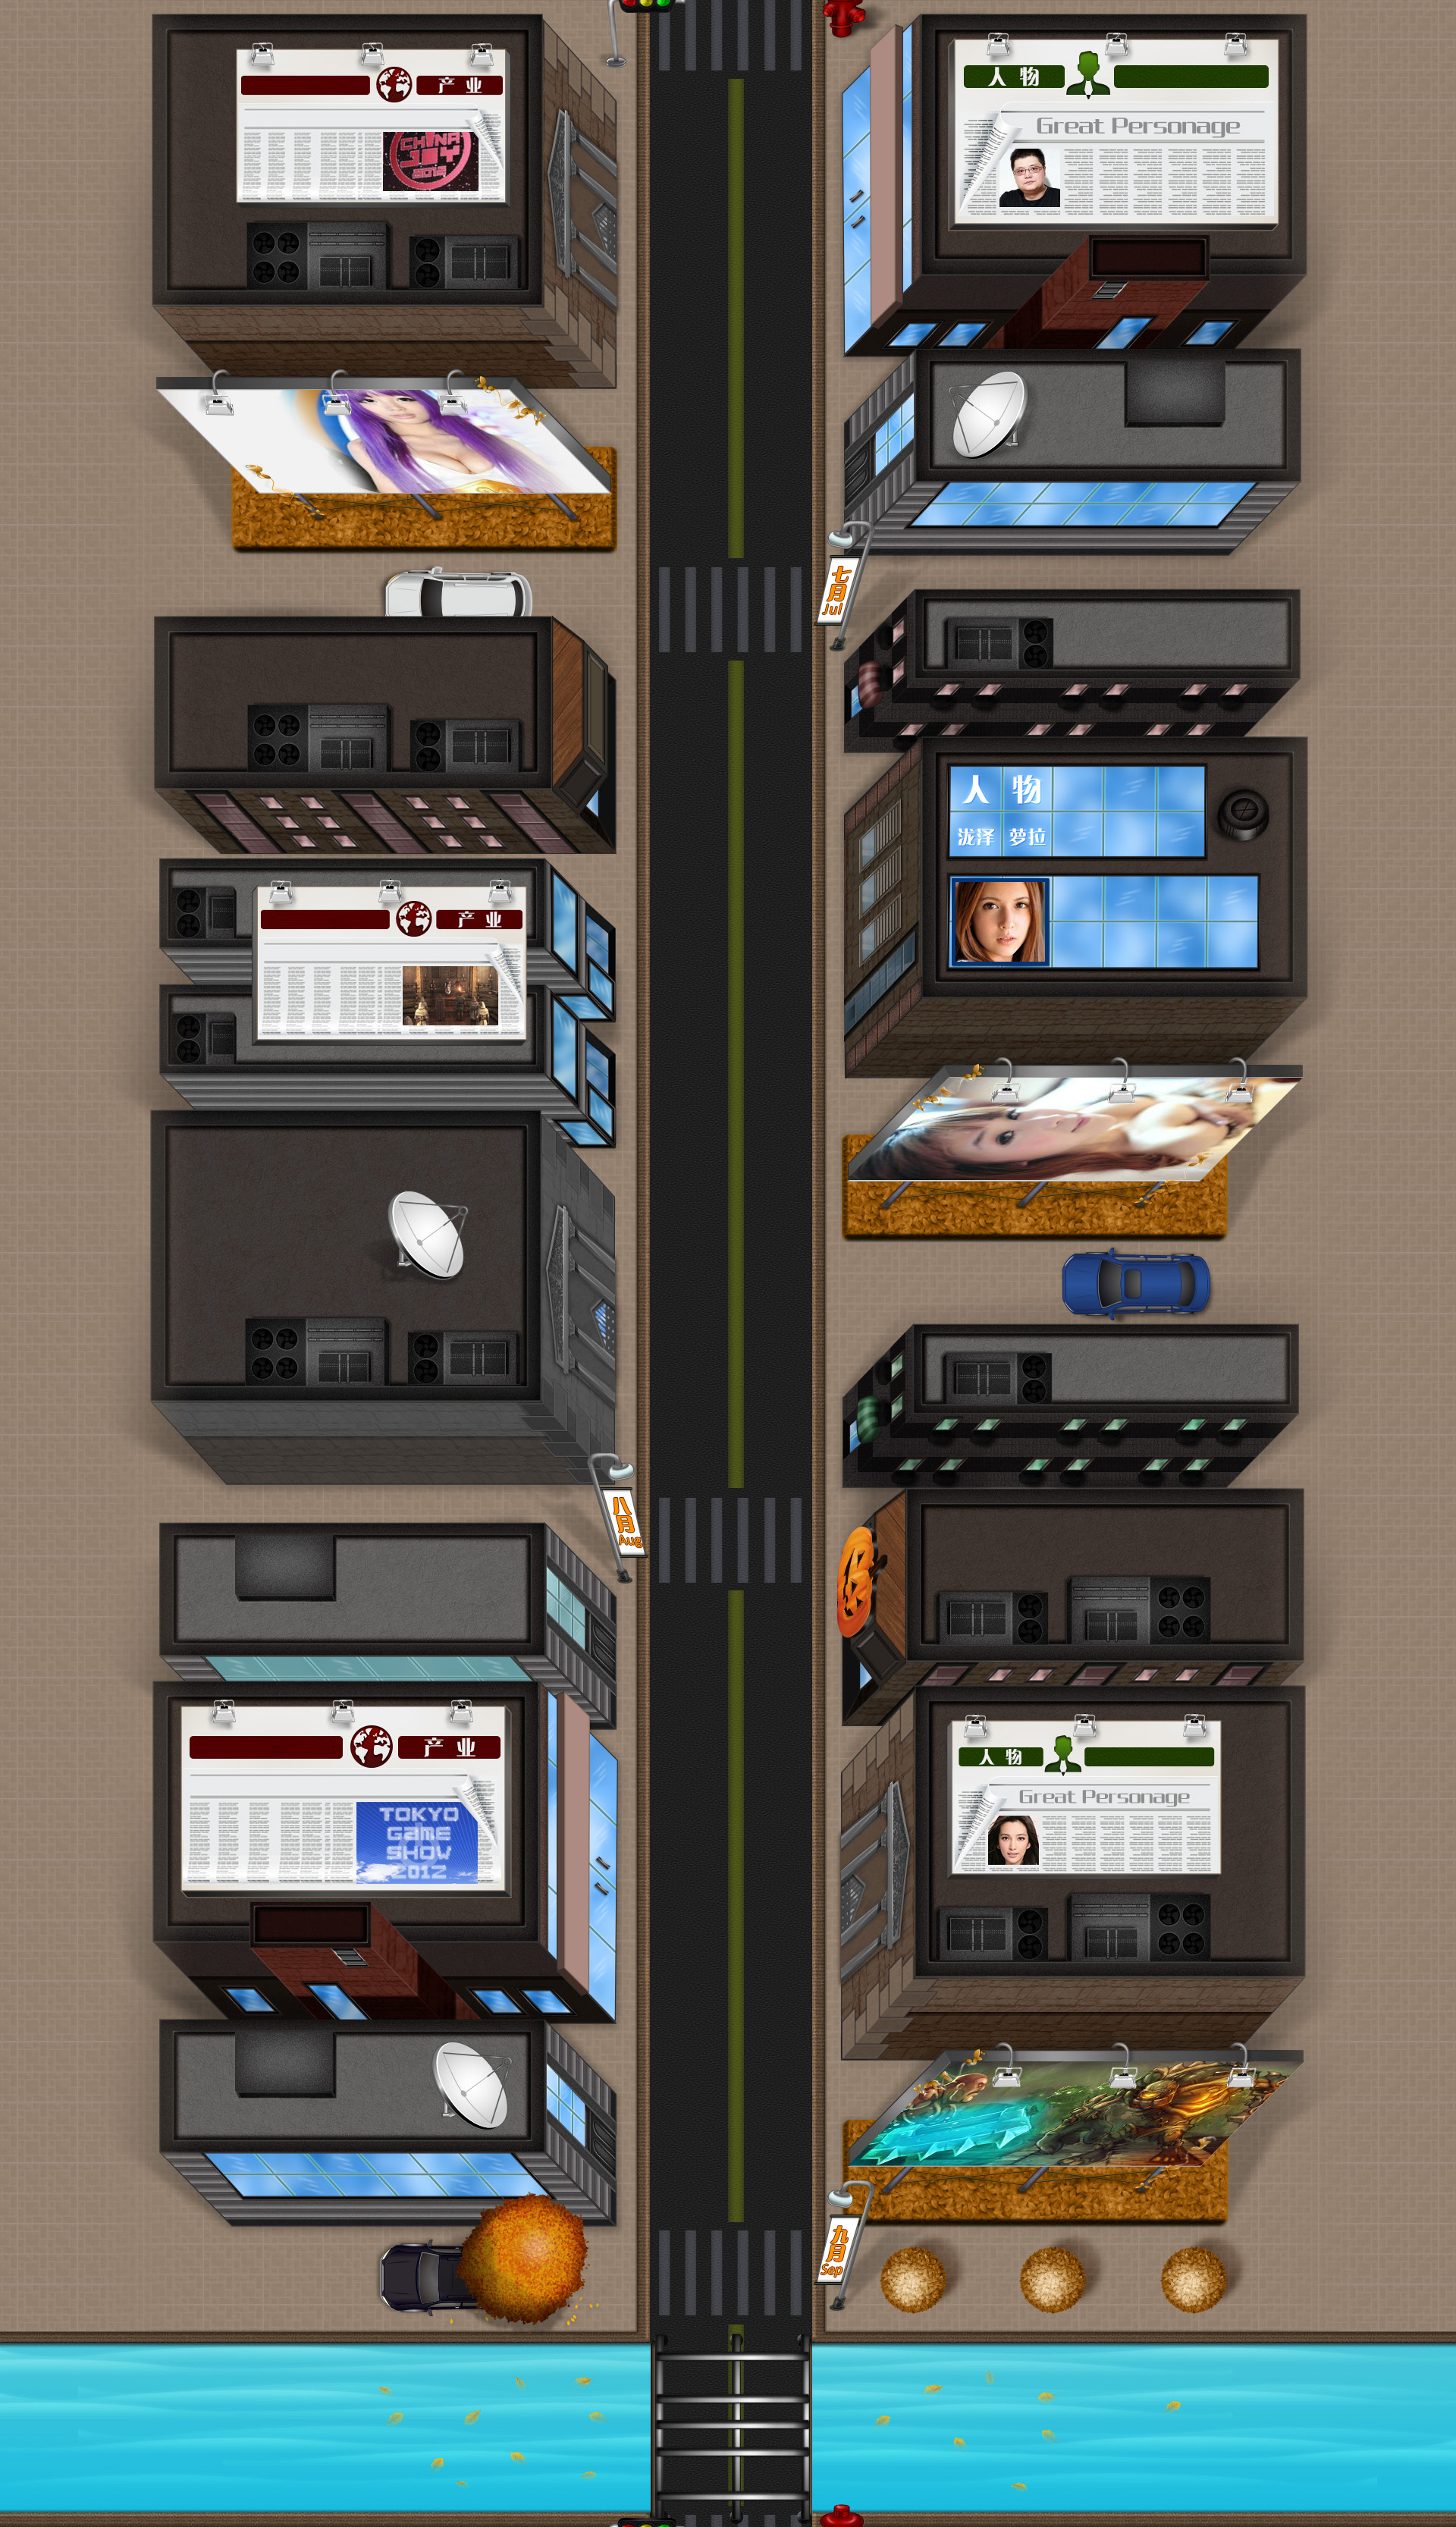 产 业
CHINA
JOY
2012
人 物
Great Personage
七月
Jul
人 物
泷泽 萝拉
产 业
八月
Aug
产 业
TOKYO
Game
SHOW
2012
人 物
Great Personage
九月
Sep